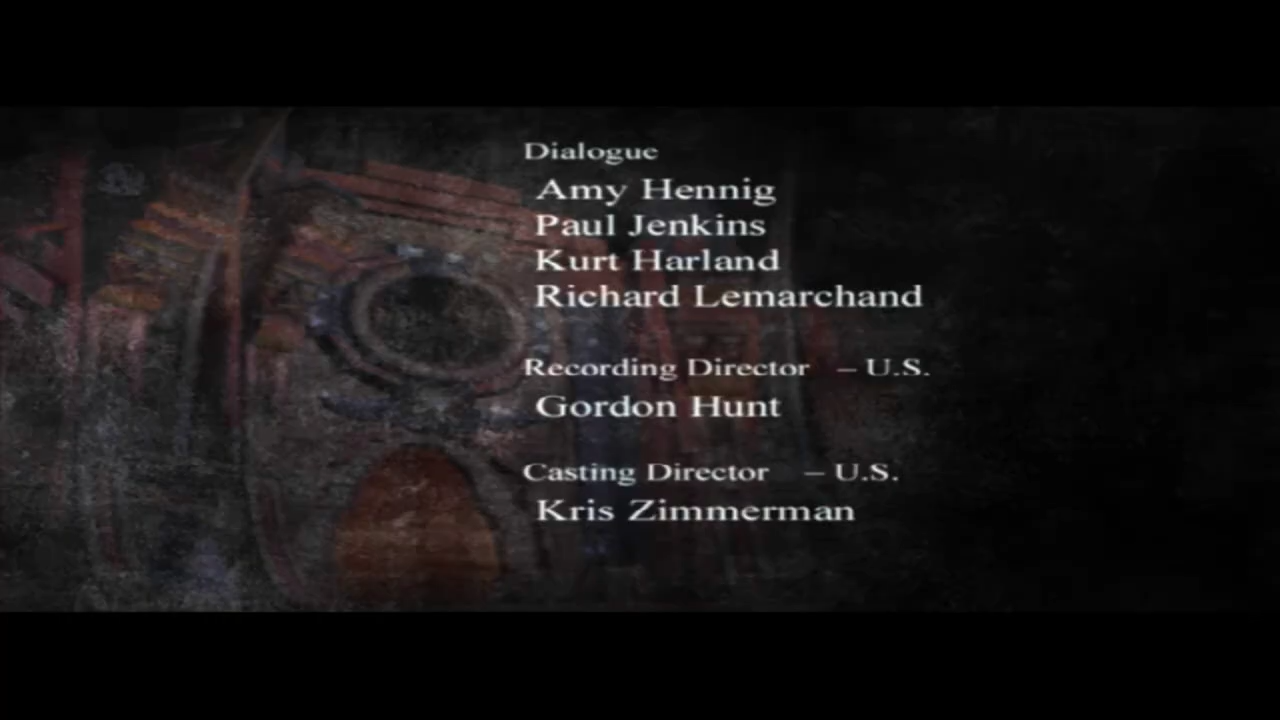 Dialogue
Amy Hennig
Paul Jenkins
Kurt Harland
Richard Lemarchand
Recording Director – U.S.
Gordon Hunt
Casting Director – U.S.
Kris Zimmerman